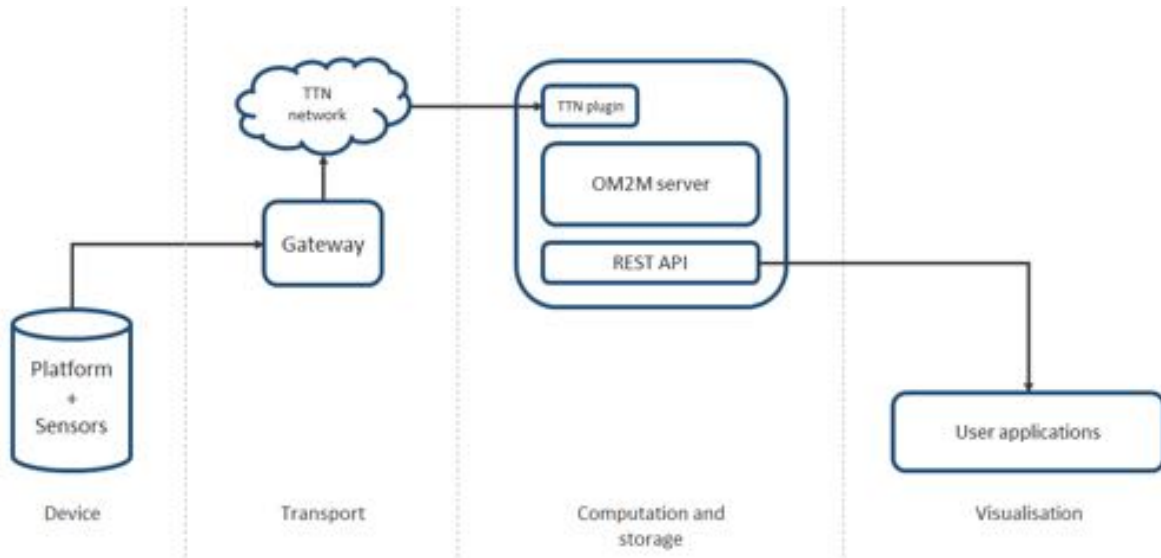 TTN
network
TTN plugin
OM2M server
Gateway
REST API
Platform
+
Sensors
User applications
Device
Transport
Computation and
storage
Visualisation